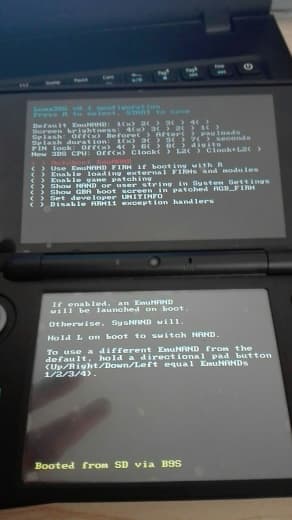 Luma3DS v8.1 configuration
Press A to select, START to save
Default EmuNAND: 1(x) 2( ) 3( ) 4( )
Screen brightness: 4(x) 3( ) 2( ) 1( )
Splash: Off(x) Before( ) After( ) payloads
Splash duration: 1(x) 3( ) 5( ) 7( ) seconds
PIN lock: Off(x) 4( ) 6( ) 8( ) digits
New 3DS CPU: Off(x) Clock( ) L2( ) Clock+L2( )
( ) Autoboot EmuNAND
( ) Use EmuNAND FIRM if booting with R
( ) Enable loading external FIRMs and modules
( ) Enable game patching
( ) Show NAND or user string in System Settings
( ) Show GBA boot screen in patched AGB_FIRM
( ) Set developer UNITINFO
( ) Disable ARM11 exception handlers
If enabled, an EmuNAND
will be launched on boot.
Otherwise, SysNAND will.
Hold L on boot to switch NAND.
To use a different EmuNAND from the
default, hold a directional pad button
(Up/Right/Down/Left equal EmuNANDs
1/2/3/4).
Booted from SD via B9S